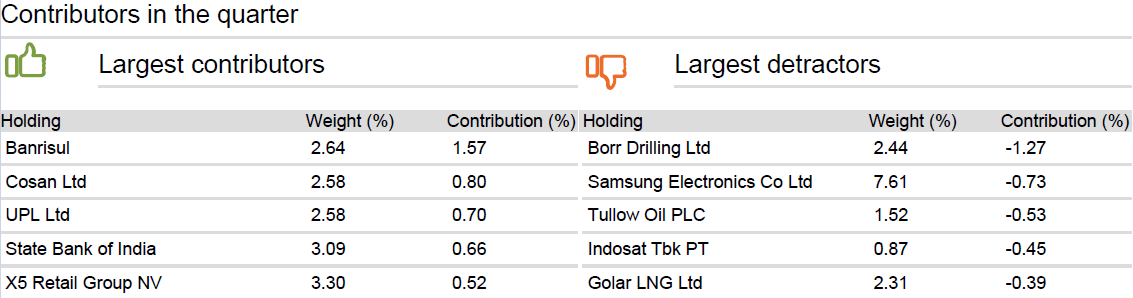 Contributors in the quarter
Largest contributors
Holding Weight (%) Contribution (%)
Banrisul 2.64 1.57
Cosan Ltd 2.58 0.80
UPL Ltd 2.58 0.70
State Bank of India 3.09 0.66
X5 Retail Group NV 3.30 0.52
Largest detractors
Holding Weight (%) Contribution (%)
Borr Drilling Ltd 2.44 -1.27
Samsung Electronics Co Ltd 7.61 -0.73
Tullow Oil PLC 1.52 -0.53
Indosat Tbk PT 0.87 -0.45
Golar LNG Ltd 2.31 -0.39